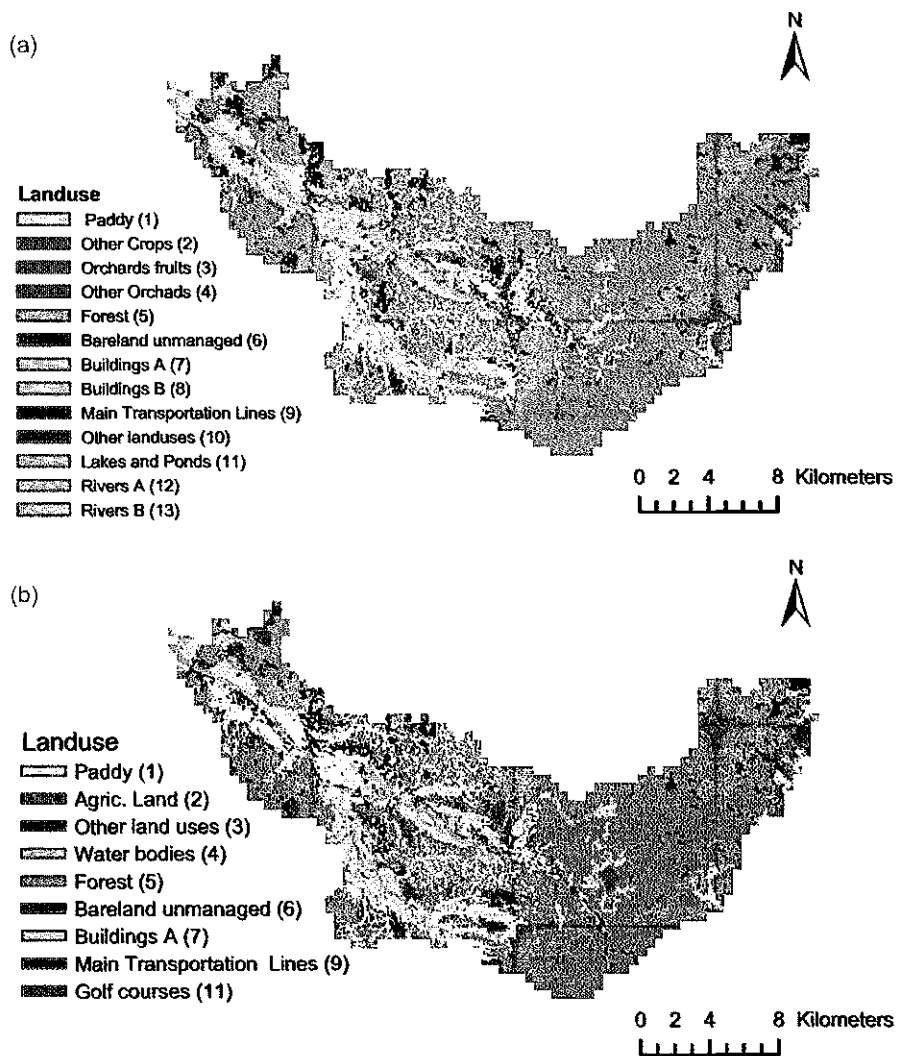 (a)
N
Landuse
Paddy (1)
Other Crops (2)
Orchards fruits (3)
Other Orchads (4)
Forest (5)
Bareland unmanaged (6)
Buildings A (7)
Buildings B (8)
Main Transportation Lines (9)
Other landuses (10)
Lakes and Ponds (11)
Rivers A (12)
Rivers B (13)
0 2 4 8 Kilometers
(b)
N
Landuse
Paddy (1)
Agric. Land (2)
Other land uses (3)
Water bodies (4)
Forest (5)
Bareland unmanaged (6)
Buildings A (7)
Main Transportation Lines (9)
Golf courses (11)
0 2 4 8 Kilometers